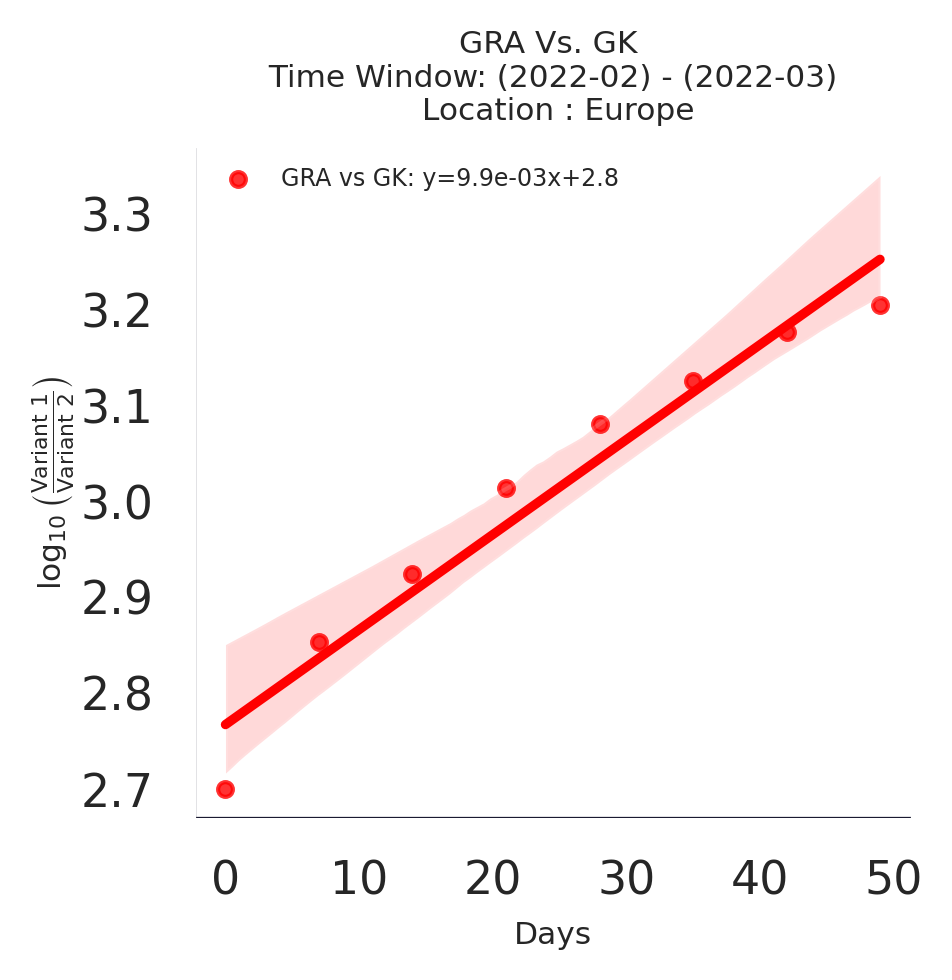 GRA Vs. GK
Time Window: (2022-02) - (2022-03)
Location : Europe
GRA vs GK: y=9.9e-03x+2.8
3.3
3.2
3.1
3.0
2.9
2.8
2.7
log₁₀ (Variant 1 / Variant 2)
0 10 20 30 40 50
Days